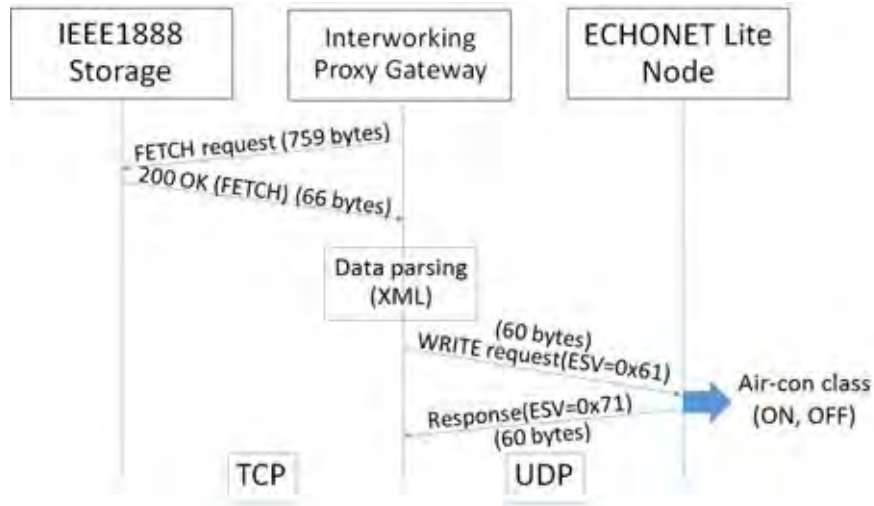 IEEE1888
Storage
Interworking
Proxy Gateway
ECHONET Lite
Node
FETCH request (759 bytes)
200 OK (FETCH) (66 bytes)
Data parsing
(XML)
(60 bytes)
WRITE request(ESV=0x61)
Air-con class
(ON, OFF)
Response(ESV=0x71)
(60 bytes)
TCP
UDP